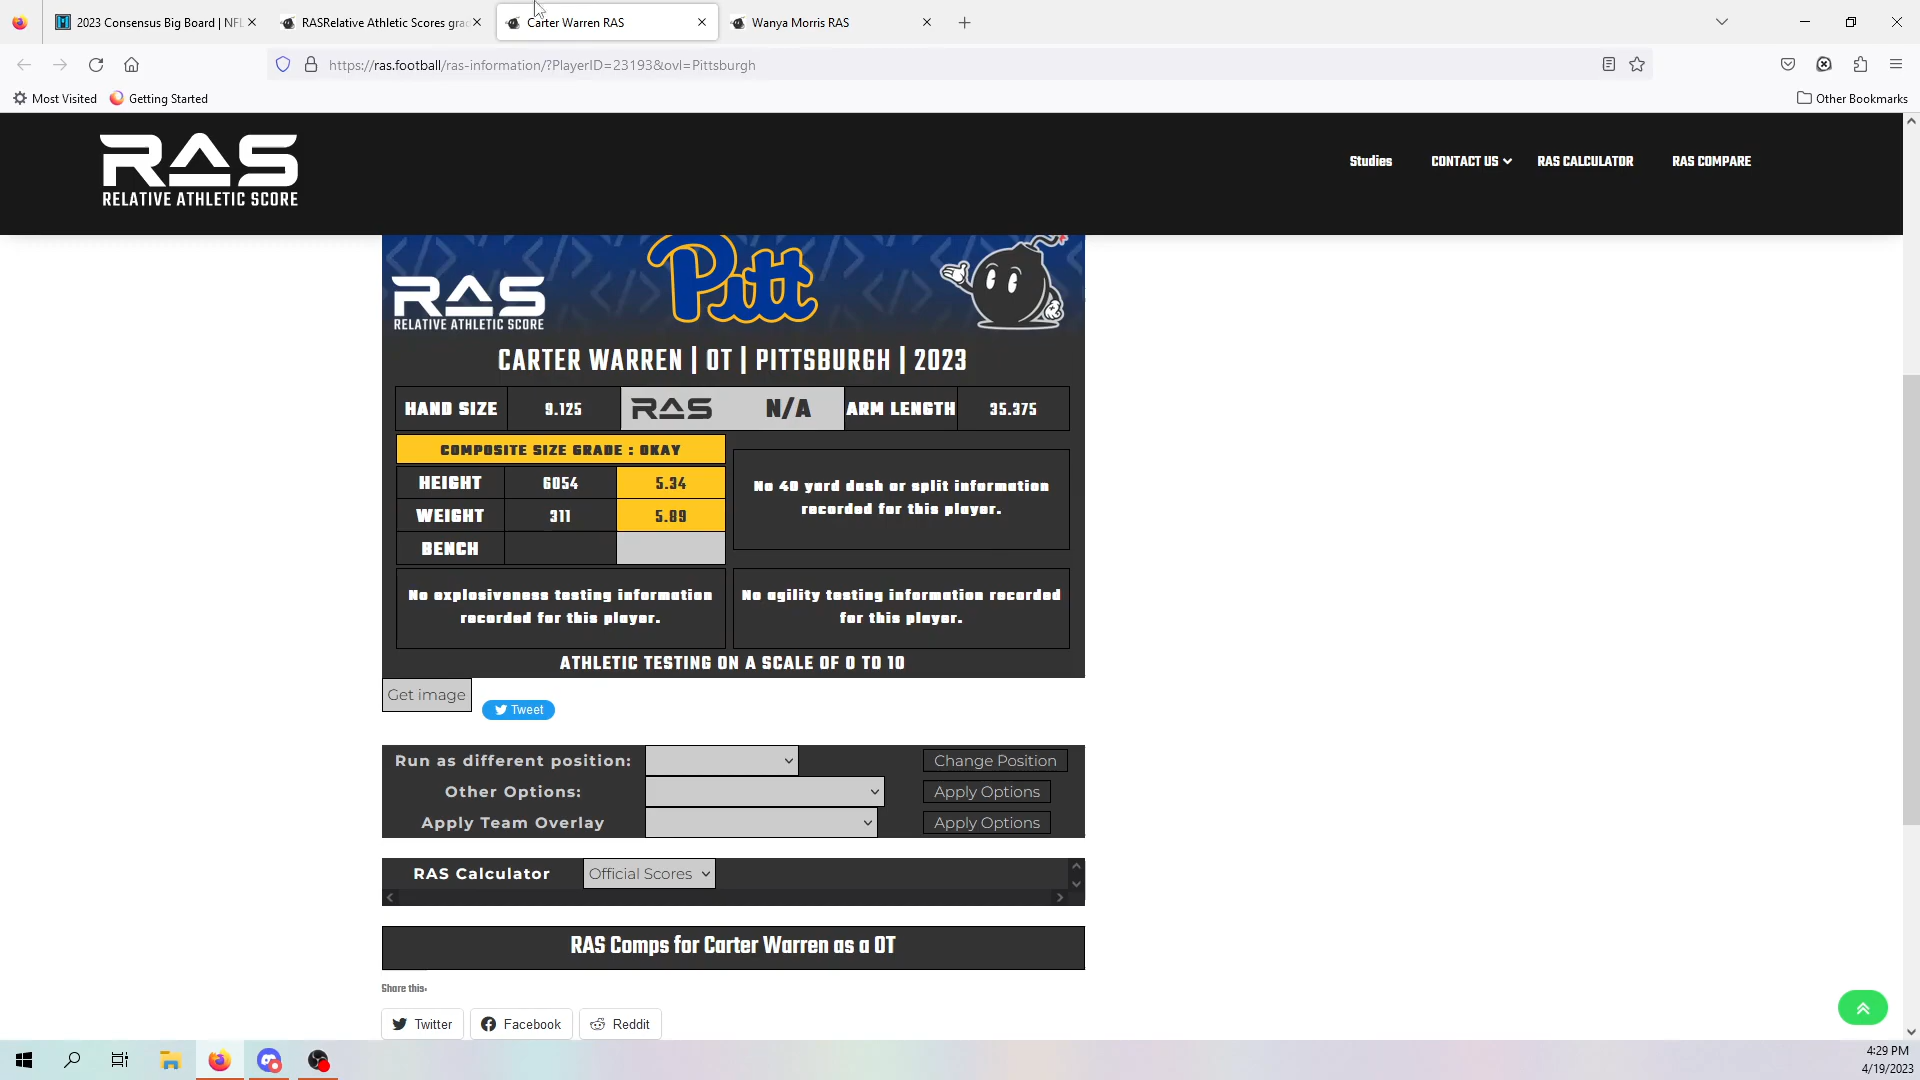 2023 Consensus Big Board | NFL
RASRelative Athletic Scores gra
Carter Warren RAS
Wanya Morris RAS
https://ras.football/ras-information/?PlayerID=23193&ovl=Pittsburgh
Most Visited
Getting Started
Other Bookmarks
RAS
RELATIVE ATHLETIC SCORE
Studies
CONTACT US
RAS CALCULATOR
RAS COMPARE
RAS
RELATIVE ATHLETIC SCORE
Pitt
CARTER WARREN | OT | PITTSBURGH | 2023
HAND SIZE 9.125 RAS N/A ARM LENGTH 35.375
COMPOSITE SIZE GRADE : OKAY
HEIGHT 6054 5.34
WEIGHT 311 5.89
BENCH
No 40 yard dash or split information
recorded for this player.
No explosiveness testing information
recorded for this player.
No agility testing information recorded
for this player.
ATHLETIC TESTING ON A SCALE OF 0 TO 10
Get image
Tweet
Run as different position: Change Position
Other Options: Apply Options
Apply Team Overlay Apply Options
RAS Calculator Official Scores
RAS Comps for Carter Warren as a OT
Share this:
Twitter
Facebook
Reddit
4:29 PM
4/19/2023